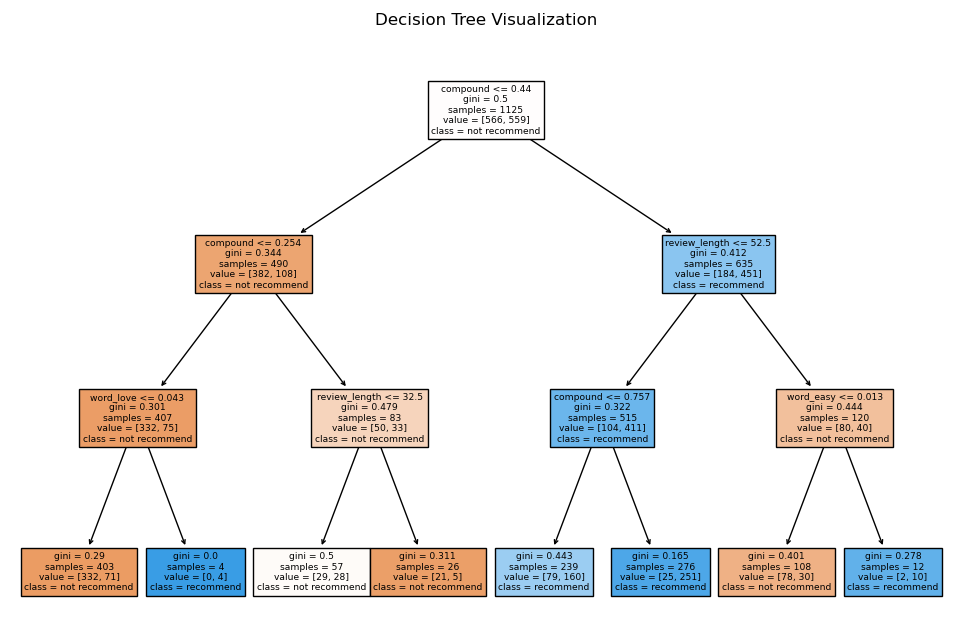 Decision Tree Visualization
compound <= 0.44
gini = 0.5
samples = 1125
value = [566, 559]
class = not recommend
compound <= 0.254
gini = 0.344
samples = 490
value = [382, 108]
class = not recommend
review_length <= 52.5
gini = 0.412
samples = 635
value = [184, 451]
class = recommend
word_love <= 0.043
gini = 0.301
samples = 407
value = [332, 75]
class = not recommend
review_length <= 32.5
gini = 0.479
samples = 83
value = [50, 33]
class = not recommend
compound <= 0.757
gini = 0.322
samples = 515
value = [104, 411]
class = recommend
word_easy <= 0.013
gini = 0.444
samples = 120
value = [80, 40]
class = not recommend
gini = 0.29
samples = 403
value = [332, 71]
class = not recommend
gini = 0.0
samples = 4
value = [0, 4]
class = recommend
gini = 0.5
samples = 57
value = [29, 28]
class = not recommend
gini = 0.311
samples = 26
value = [21, 5]
class = not recommend
gini = 0.443
samples = 239
value = [79, 160]
class = recommend
gini = 0.165
samples = 276
value = [25, 251]
class = recommend
gini = 0.401
samples = 108
value = [78, 30]
class = not recommend
gini = 0.278
samples = 12
value = [2, 10]
class = recommend